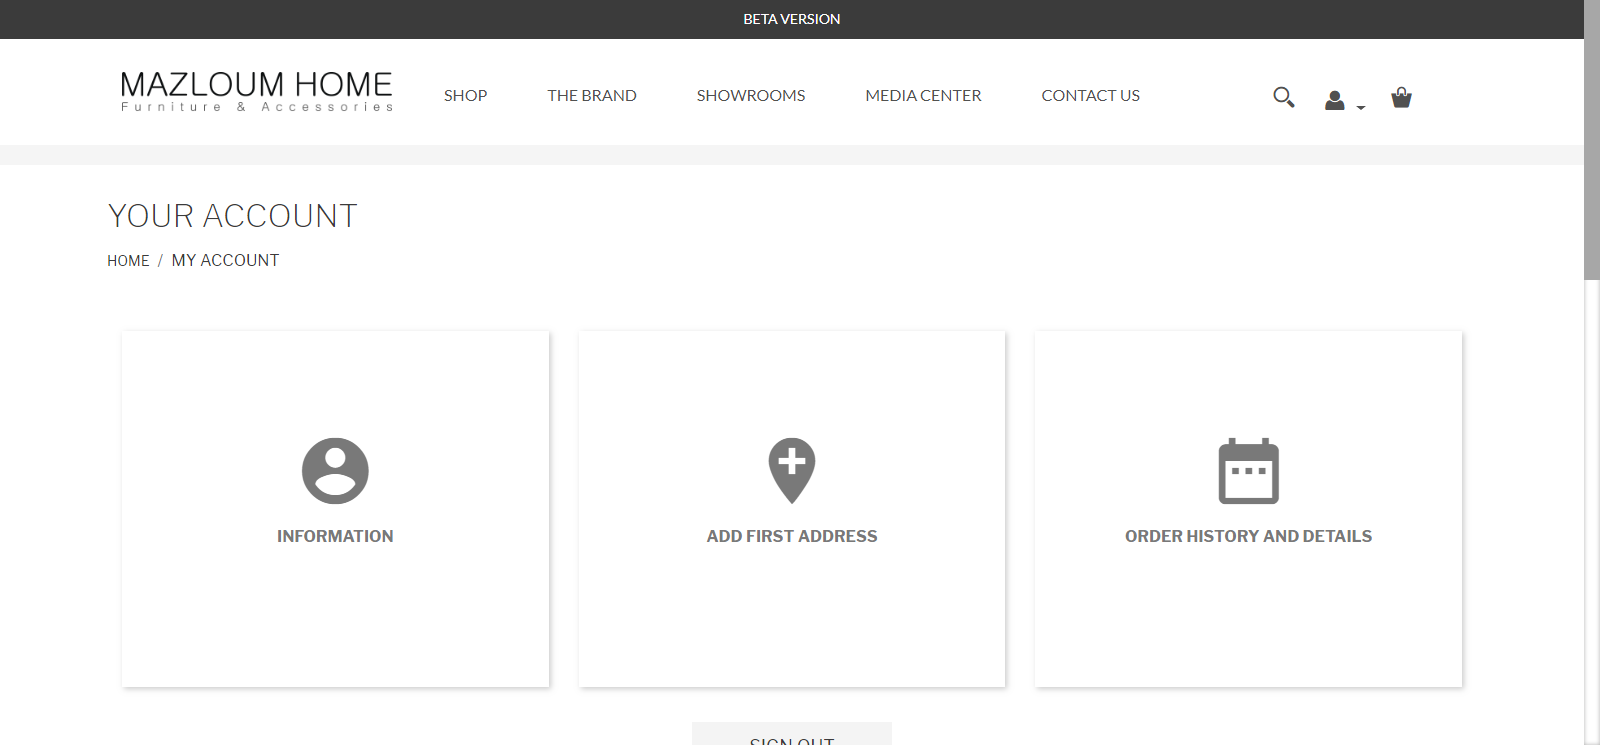 BETA VERSION
MAZLOUM HOME
Furniture & Accessories
SHOP
THE BRAND
SHOWROOMS
MEDIA CENTER
CONTACT US
YOUR ACCOUNT
HOME / MY ACCOUNT
INFORMATION
ADD FIRST ADDRESS
ORDER HISTORY AND DETAILS
SIGN OUT